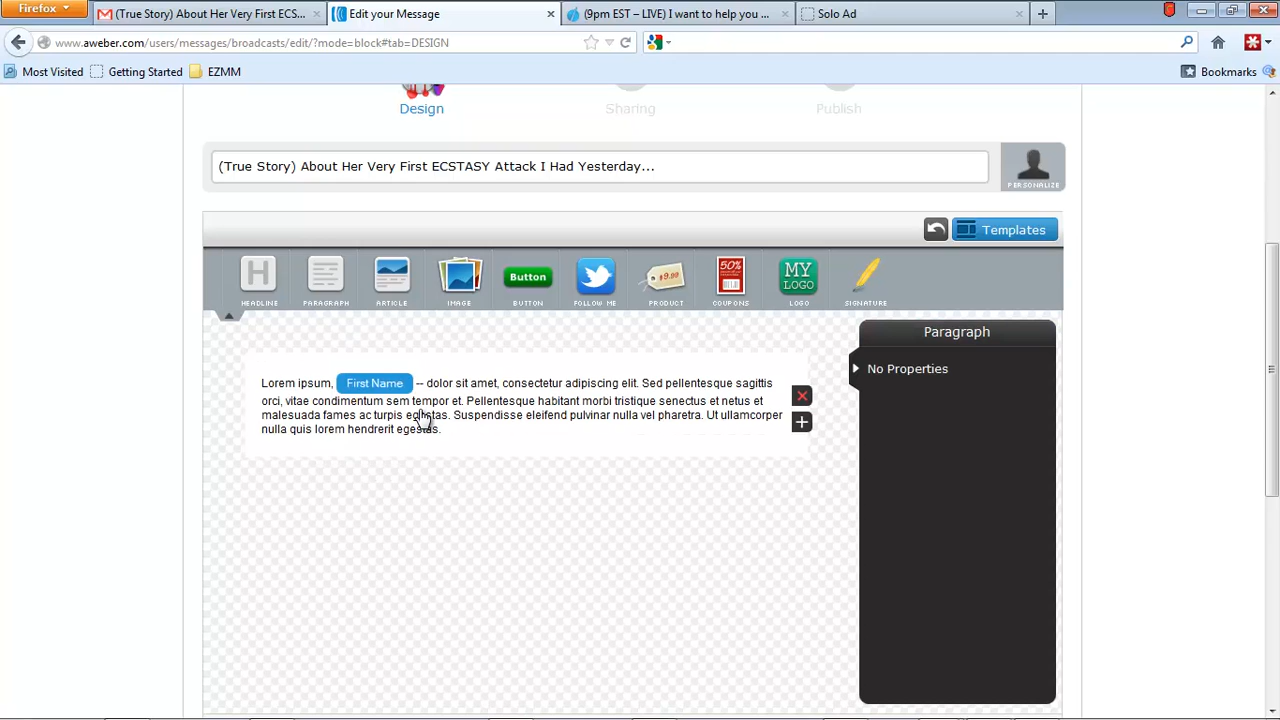 Firefox
(True Story) About Her Very First ECS...
Edit your Message
(9pm EST – LIVE) I want to help you ...
Solo Ad
www.aweber.com/users/messages/broadcasts/edit/?mode=block#tab=DESIGN
Most Visited
Getting Started
EZMM
Bookmarks
Design
Sharing
Publish
(True Story) About Her Very First ECSTASY Attack I Had Yesterday...
PERSONALIZE
Templates
H
Button
50%
$9.99
MY
LOGO
HEADLINE
PARAGRAPH
ARTICLE
IMAGE
BUTTON
FOLLOW ME
PRODUCT
COUPONS
LOGO
SIGNATURE
Paragraph
No Properties
Lorem ipsum, First Name -- dolor sit amet, consectetur adipiscing elit. Sed pellentesque sagittis
orci, vitae condimentum sem tempor et. Pellentesque habitant morbi tristique senectus et netus et
malesuada fames ac turpis egestas. Suspendisse eleifend pulvinar nulla vel pharetra. Ut ullamcorper
nulla quis lorem hendrerit egestas.